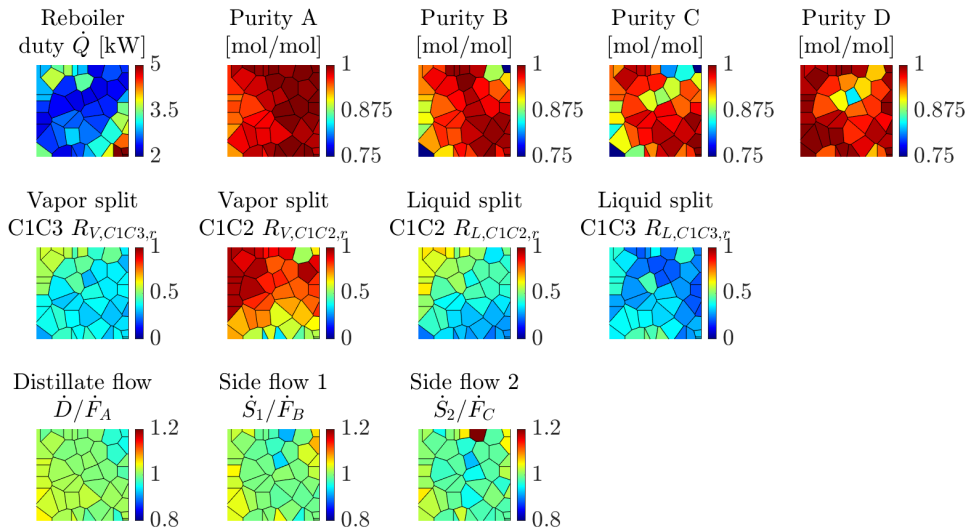 Reboiler
duty Q̇ [kW]
Purity A
[mol/mol]
Purity B
[mol/mol]
Purity C
[mol/mol]
Purity D
[mol/mol]
5
3.5
2
1
0.875
0.75
1
0.875
0.75
1
0.875
0.75
1
0.875
0.75
Vapor split
C1C3 R_{V,C1C3,r}
Vapor split
C1C2 R_{V,C1C2,r}
Liquid split
C1C2 R_{L,C1C2,r}
Liquid split
C1C3 R_{L,C1C3,r}
1
0.5
0
1
0.5
0
1
0.5
0
1
0.5
0
Distillate flow
Ḋ/Ḟ_A
Side flow 1
Ṡ_1/Ḟ_B
Side flow 2
Ṡ_2/Ḟ_C
1.2
1
0.8
1.2
1
0.8
1.2
1
0.8